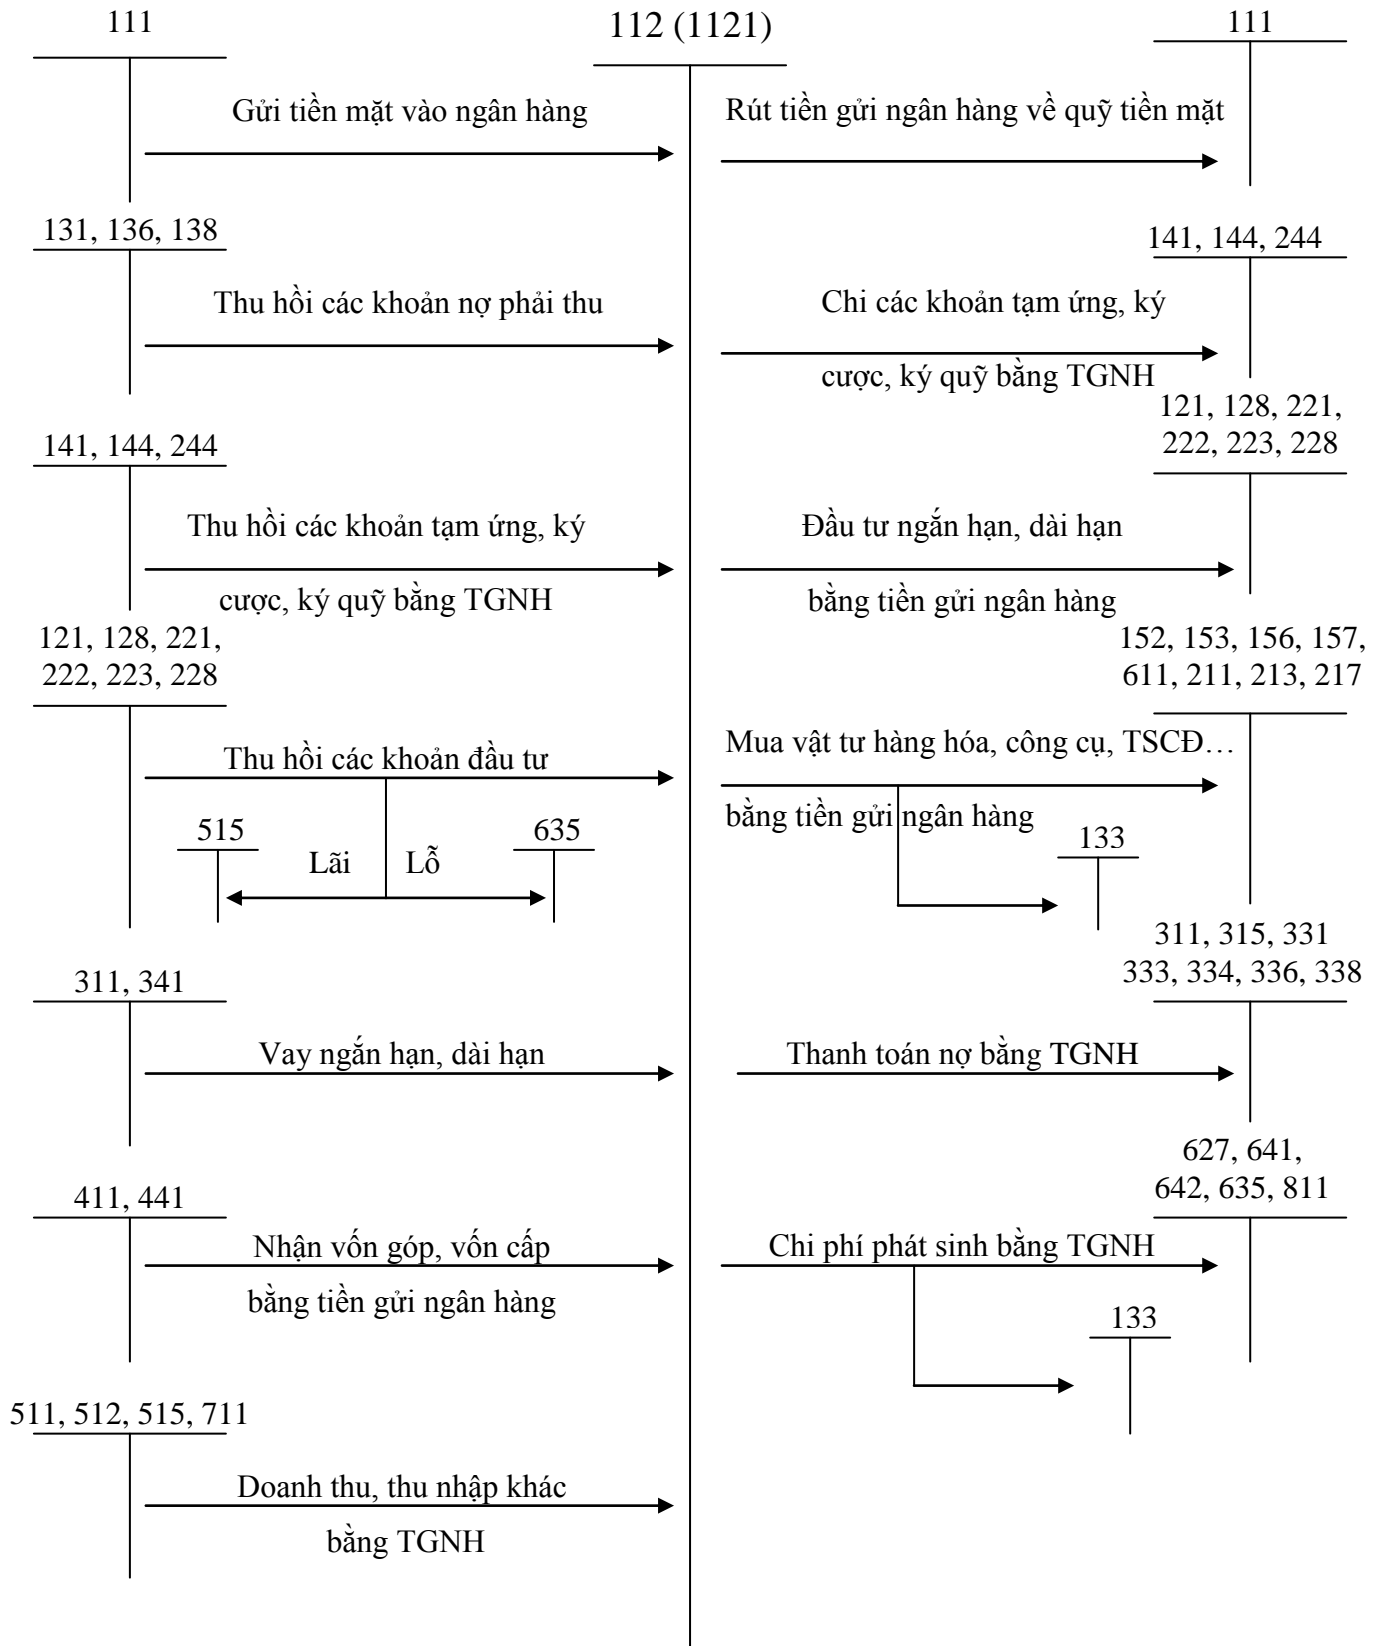 111
112 (1121)
111
Gửi tiền mặt vào ngân hàng
Rút tiền gửi ngân hàng về quỹ tiền mặt
131, 136, 138
141, 144, 244
Thu hồi các khoản nợ phải thu
Chi các khoản tạm ứng, ký
cược, ký quỹ bằng TGNH
141, 144, 244
121, 128, 221,
222, 223, 228
Thu hồi các khoản tạm ứng, ký
cược, ký quỹ bằng TGNH
Đầu tư ngắn hạn, dài hạn
bằng tiền gửi ngân hàng
121, 128, 221,
222, 223, 228
152, 153, 156, 157,
611, 211, 213, 217
Thu hồi các khoản đầu tư
Mua vật tư hàng hóa, công cụ, TSCĐ…
bằng tiền gửi ngân hàng
515
Lãi
Lỗ
635
133
311, 341
311, 315, 331
333, 334, 336, 338
Vay ngắn hạn, dài hạn
Thanh toán nợ bằng TGNH
411, 441
627, 641,
642, 635, 811
Nhận vốn góp, vốn cấp
bằng tiền gửi ngân hàng
Chi phí phát sinh bằng TGNH
133
511, 512, 515, 711
Doanh thu, thu nhập khác
bằng TGNH